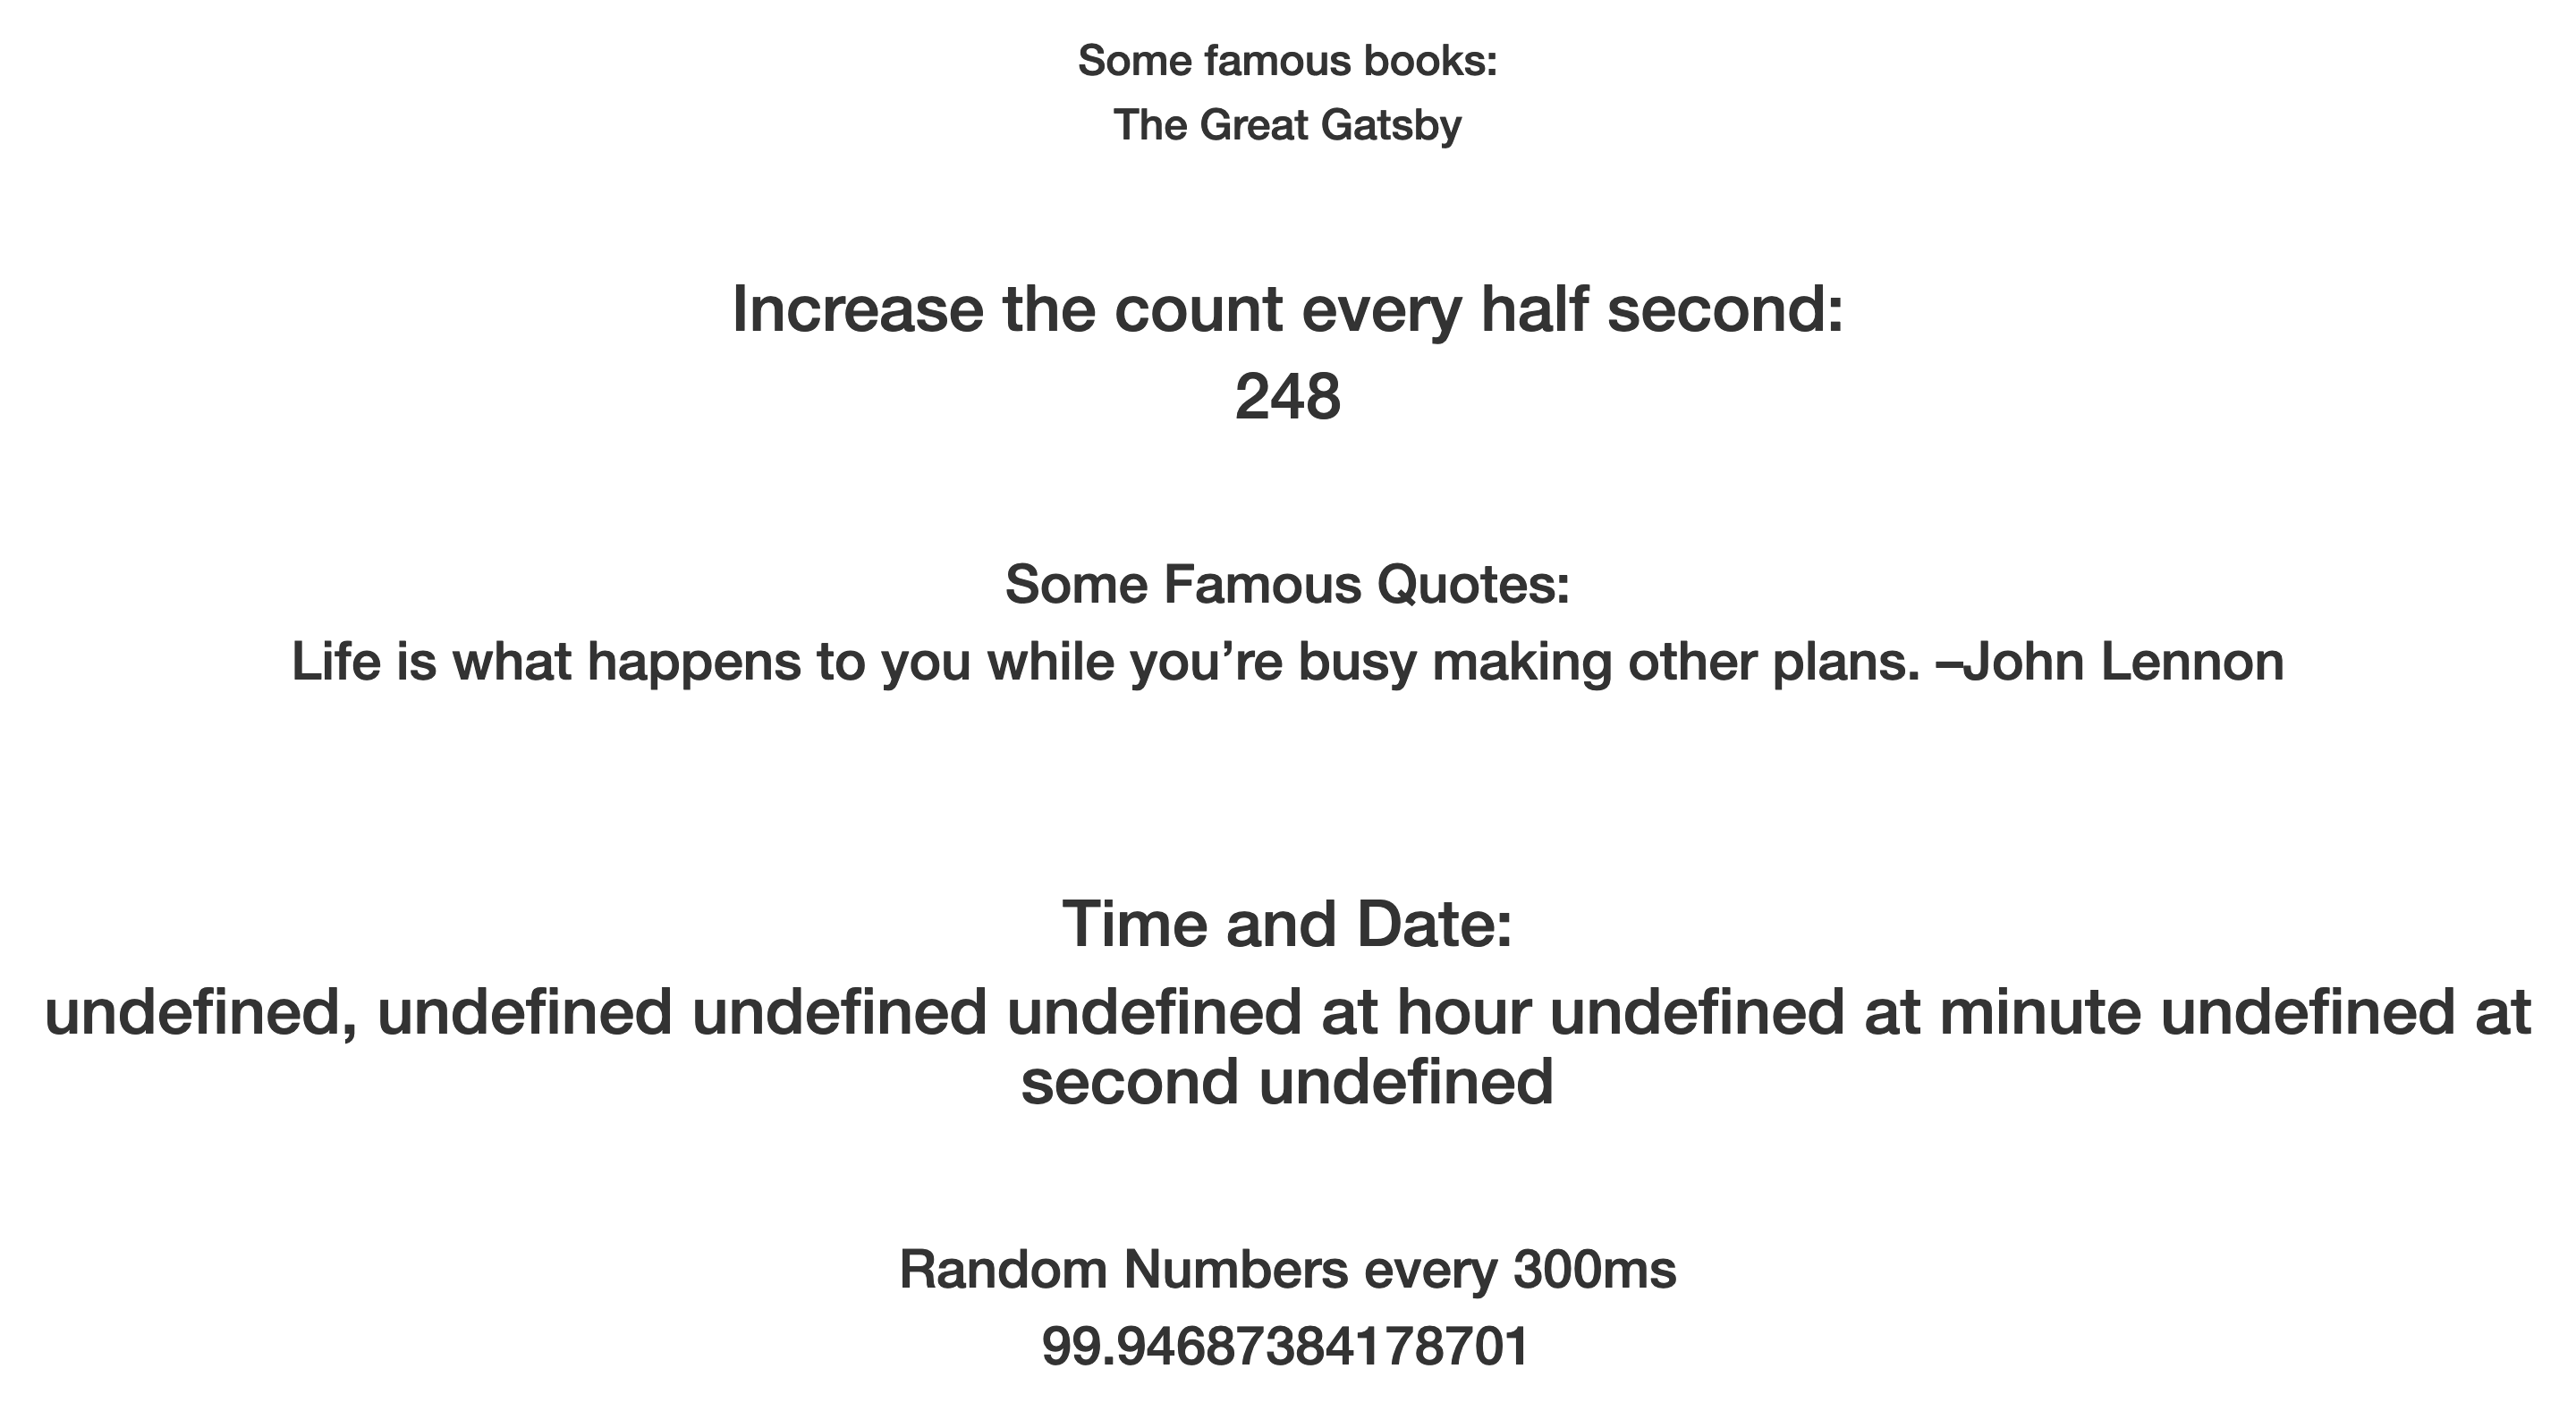 Some famous books:
The Great Gatsby
Increase the count every half second:
248
Some Famous Quotes:
Life is what happens to you while you’re busy making other plans. –John Lennon
Time and Date:
undefined, undefined undefined undefined at hour undefined at minute undefined at
second undefined
Random Numbers every 300ms
99.94687384178701